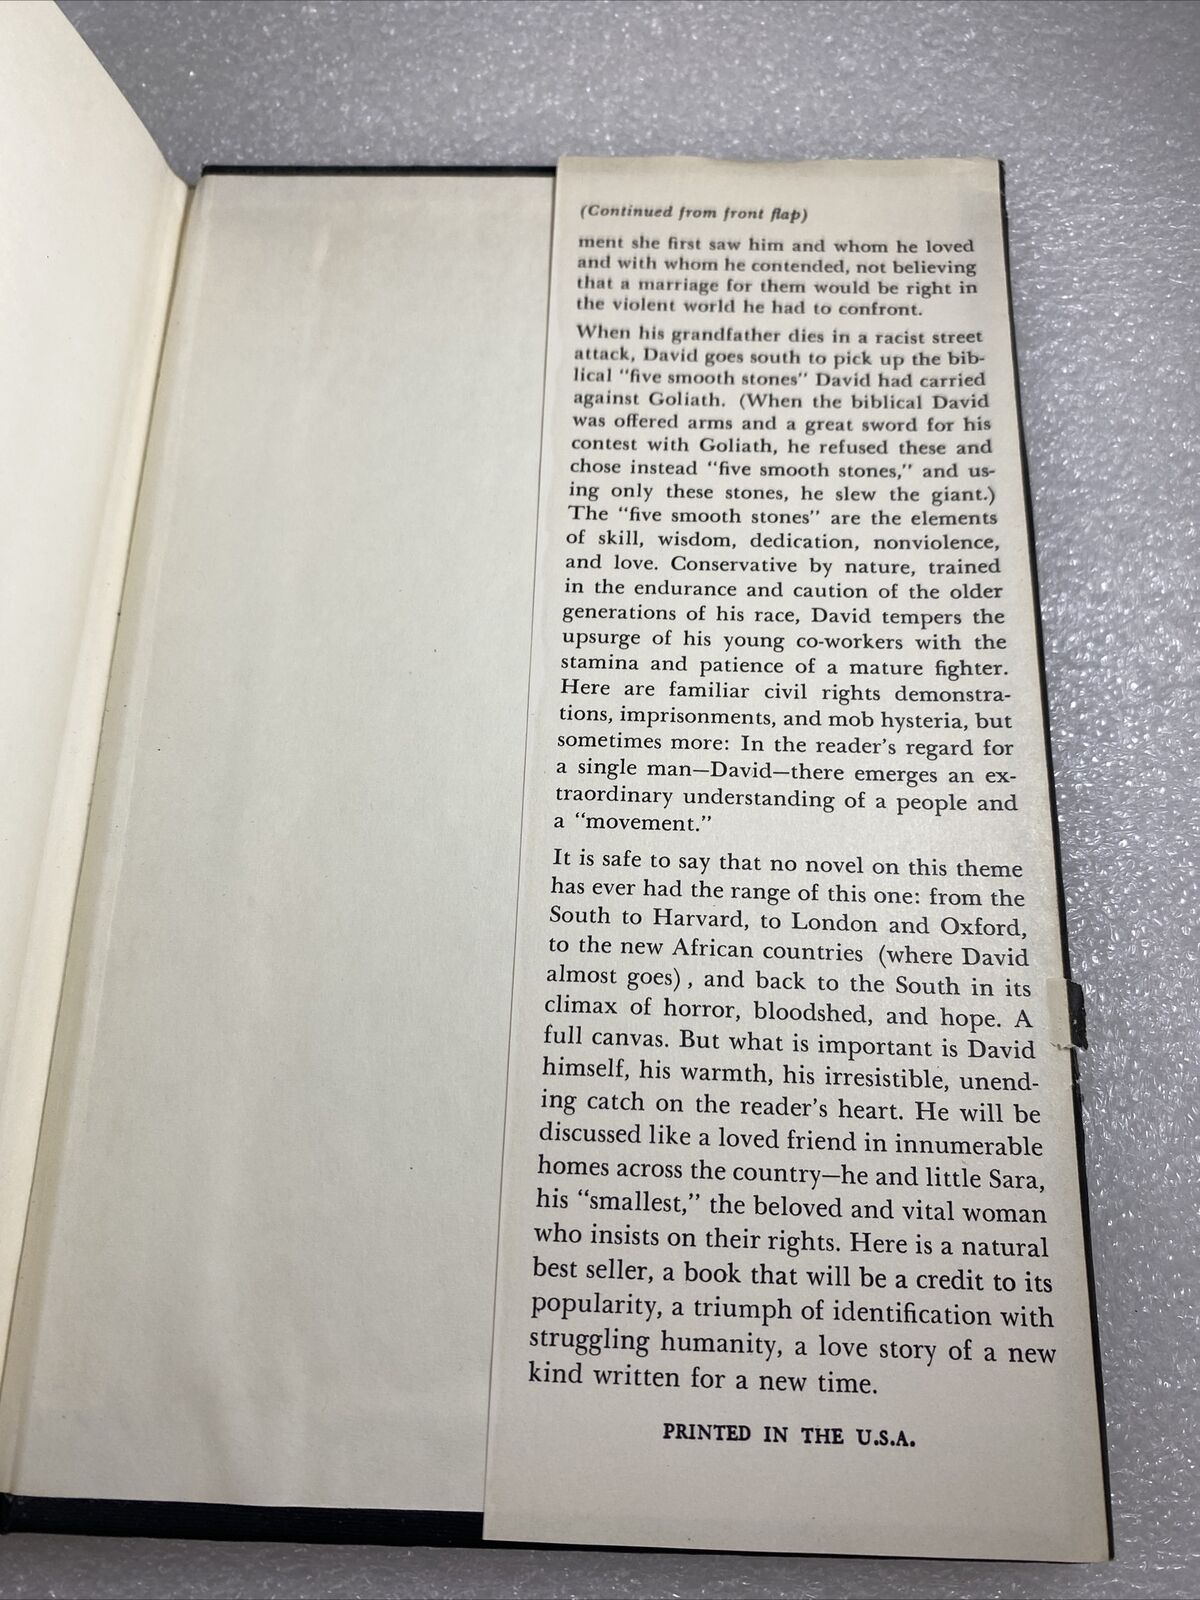 (Continued from front flap)
ment she first saw him and whom he loved
and with whom he contended, not believing
that a marriage for them would be right in
the violent world he had to confront.
When his grandfather dies in a racist street
attack, David goes south to pick up the bib-
lical "five smooth stones" David had carried
against Goliath. (When the biblical David
was offered arms and a great sword for his
contest with Goliath, he refused these and
chose instead "five smooth stones," and us-
ing only these stones, he slew the giant.)
The "five smooth stones" are the elements
of skill, wisdom, dedication, nonviolence,
and love. Conservative by nature, trained
in the endurance and caution of the older
generations of his race, David tempers the
upsurge of his young co-workers with the
stamina and patience of a mature fighter.
Here are familiar civil rights demonstra-
tions, imprisonments, and mob hysteria, but
sometimes more: In the reader's regard for
a single man—David—there emerges an ex-
traordinary understanding of a people and
a "movement."
It is safe to say that no novel on this theme
has ever had the range of this one: from the
South to Harvard, to London and Oxford,
to the new African countries (where David
almost goes), and back to the South in its
climax of horror, bloodshed, and hope. A
full canvas. But what is important is David
himself, his warmth, his irresistible, unend-
ing catch on the reader's heart. He will be
discussed like a loved friend in innumerable
homes across the country—he and little Sara,
his "smallest," the beloved and vital woman
who insists on their rights. Here is a natural
best seller, a book that will be a credit to its
popularity, a triumph of identification with
struggling humanity, a love story of a new
kind written for a new time.
PRINTED IN THE U.S.A.